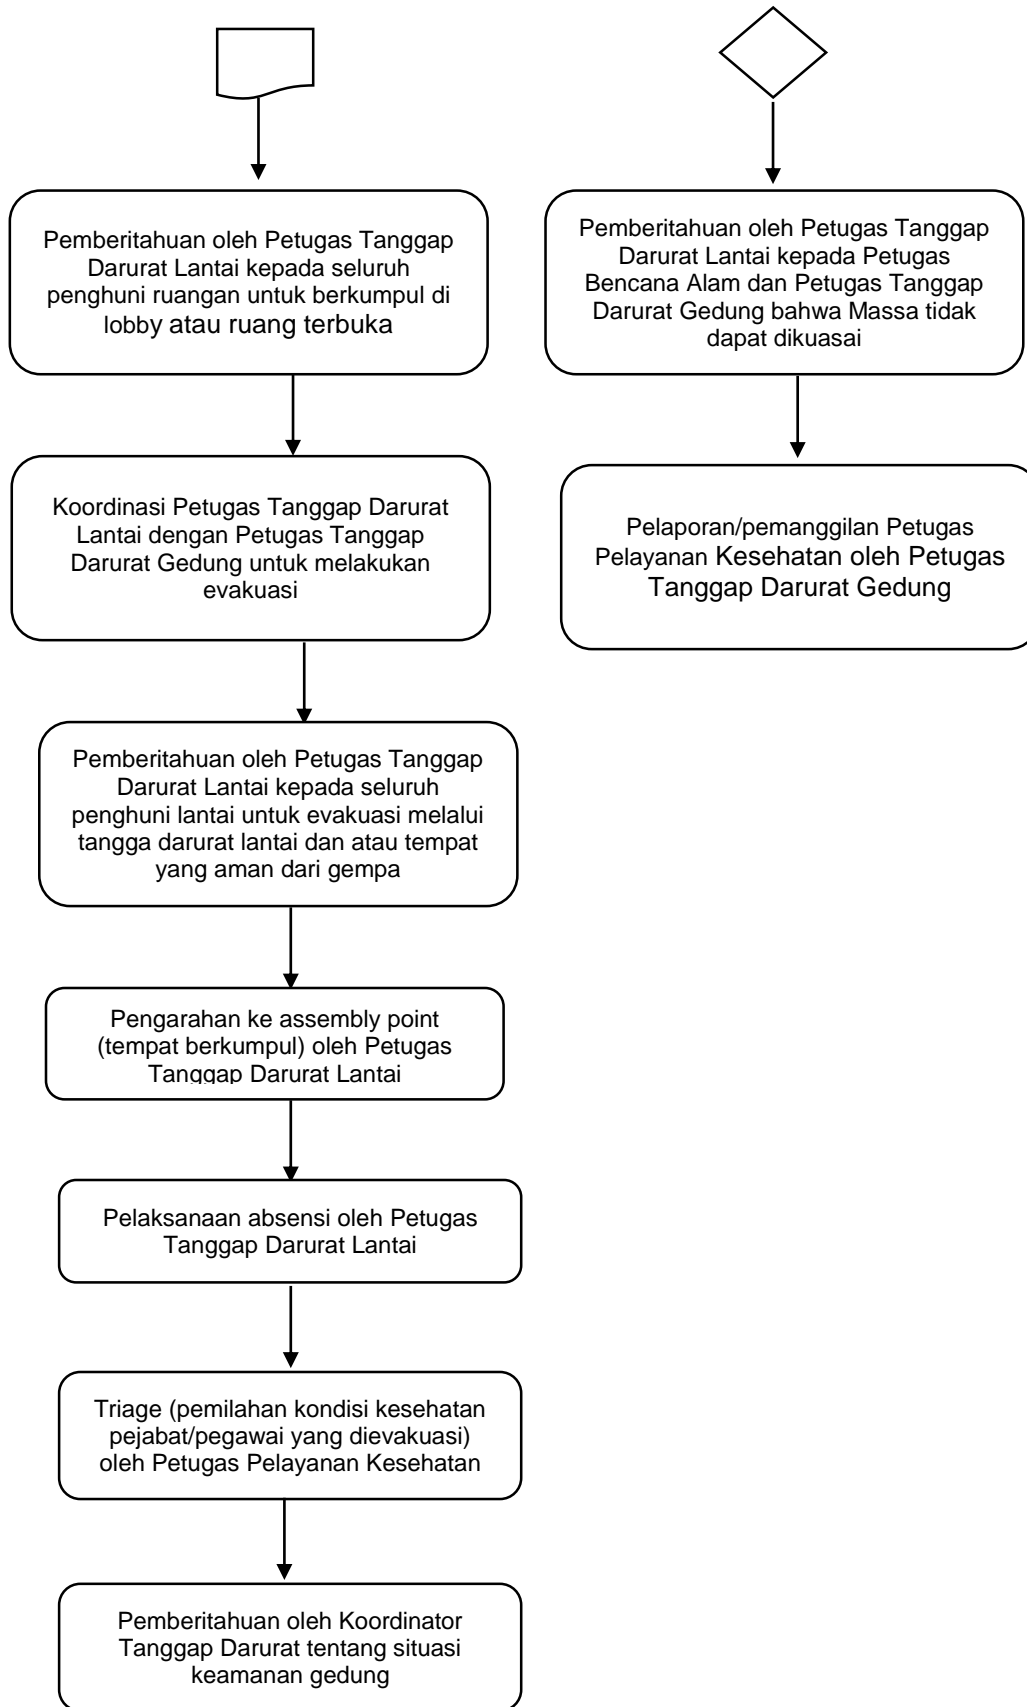 Pemberitahuan oleh Petugas Tanggap
Darurat Lantai kepada seluruh
penghuni ruangan untuk berkumpul di
lobby atau ruang terbuka
Pemberitahuan oleh Petugas Tanggap
Darurat Lantai kepada Petugas
Bencana Alam dan Petugas Tanggap
Darurat Gedung bahwa Massa tidak
dapat dikuasai
Koordinasi Petugas Tanggap Darurat
Lantai dengan Petugas Tanggap
Darurat Gedung untuk melakukan
evakuasi
Pelaporan/pemanggilan Petugas
Pelayanan Kesehatan oleh Petugas
Tanggap Darurat Gedung
Pemberitahuan oleh Petugas Tanggap
Darurat Lantai kepada seluruh
penghuni lantai untuk evakuasi melalui
tangga darurat lantai dan atau tempat
yang aman dari gempa
Pengarahan ke assembly point
(tempat berkumpul) oleh Petugas
Tanggap Darurat Lantai
Pelaksanaan absensi oleh Petugas
Tanggap Darurat Lantai
Triage (pemilahan kondisi kesehatan
pejabat/pegawai yang dievakuasi)
oleh Petugas Pelayanan Kesehatan
Pemberitahuan oleh Koordinator
Tanggap Darurat tentang situasi
keamanan gedung